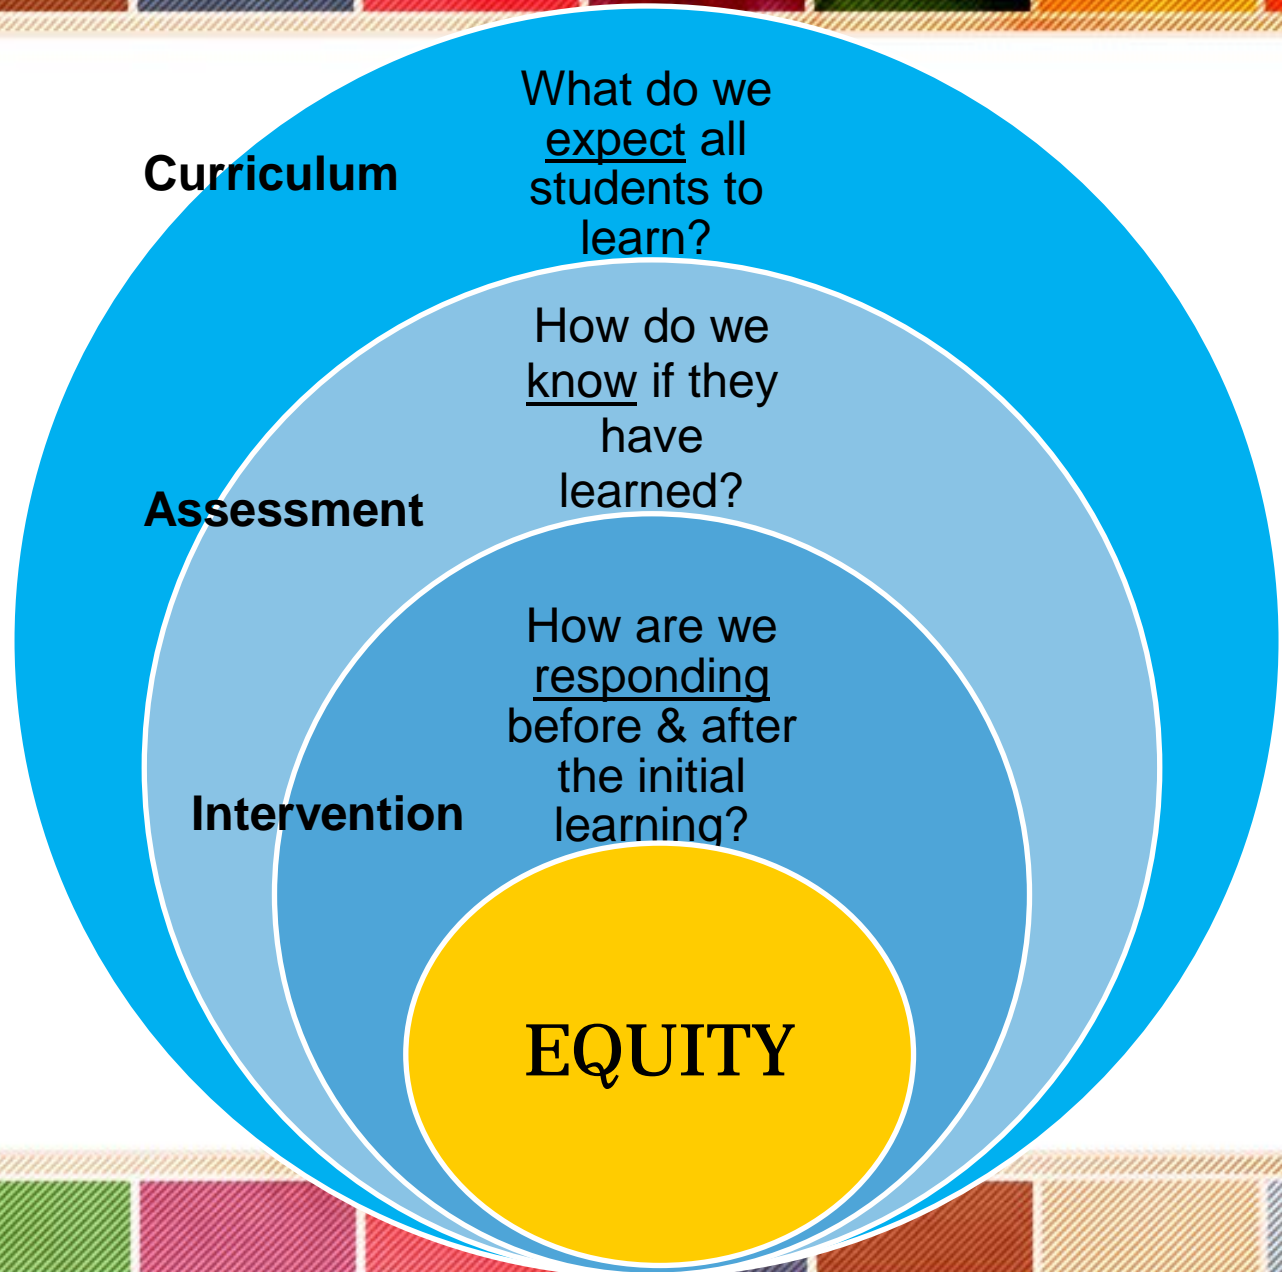 What do we
expect all
students to
learn?
Curriculum
How do we
know if they
have
learned?
Assessment
How are we
responding
before & after
the initial
learning?
Intervention
EQUITY